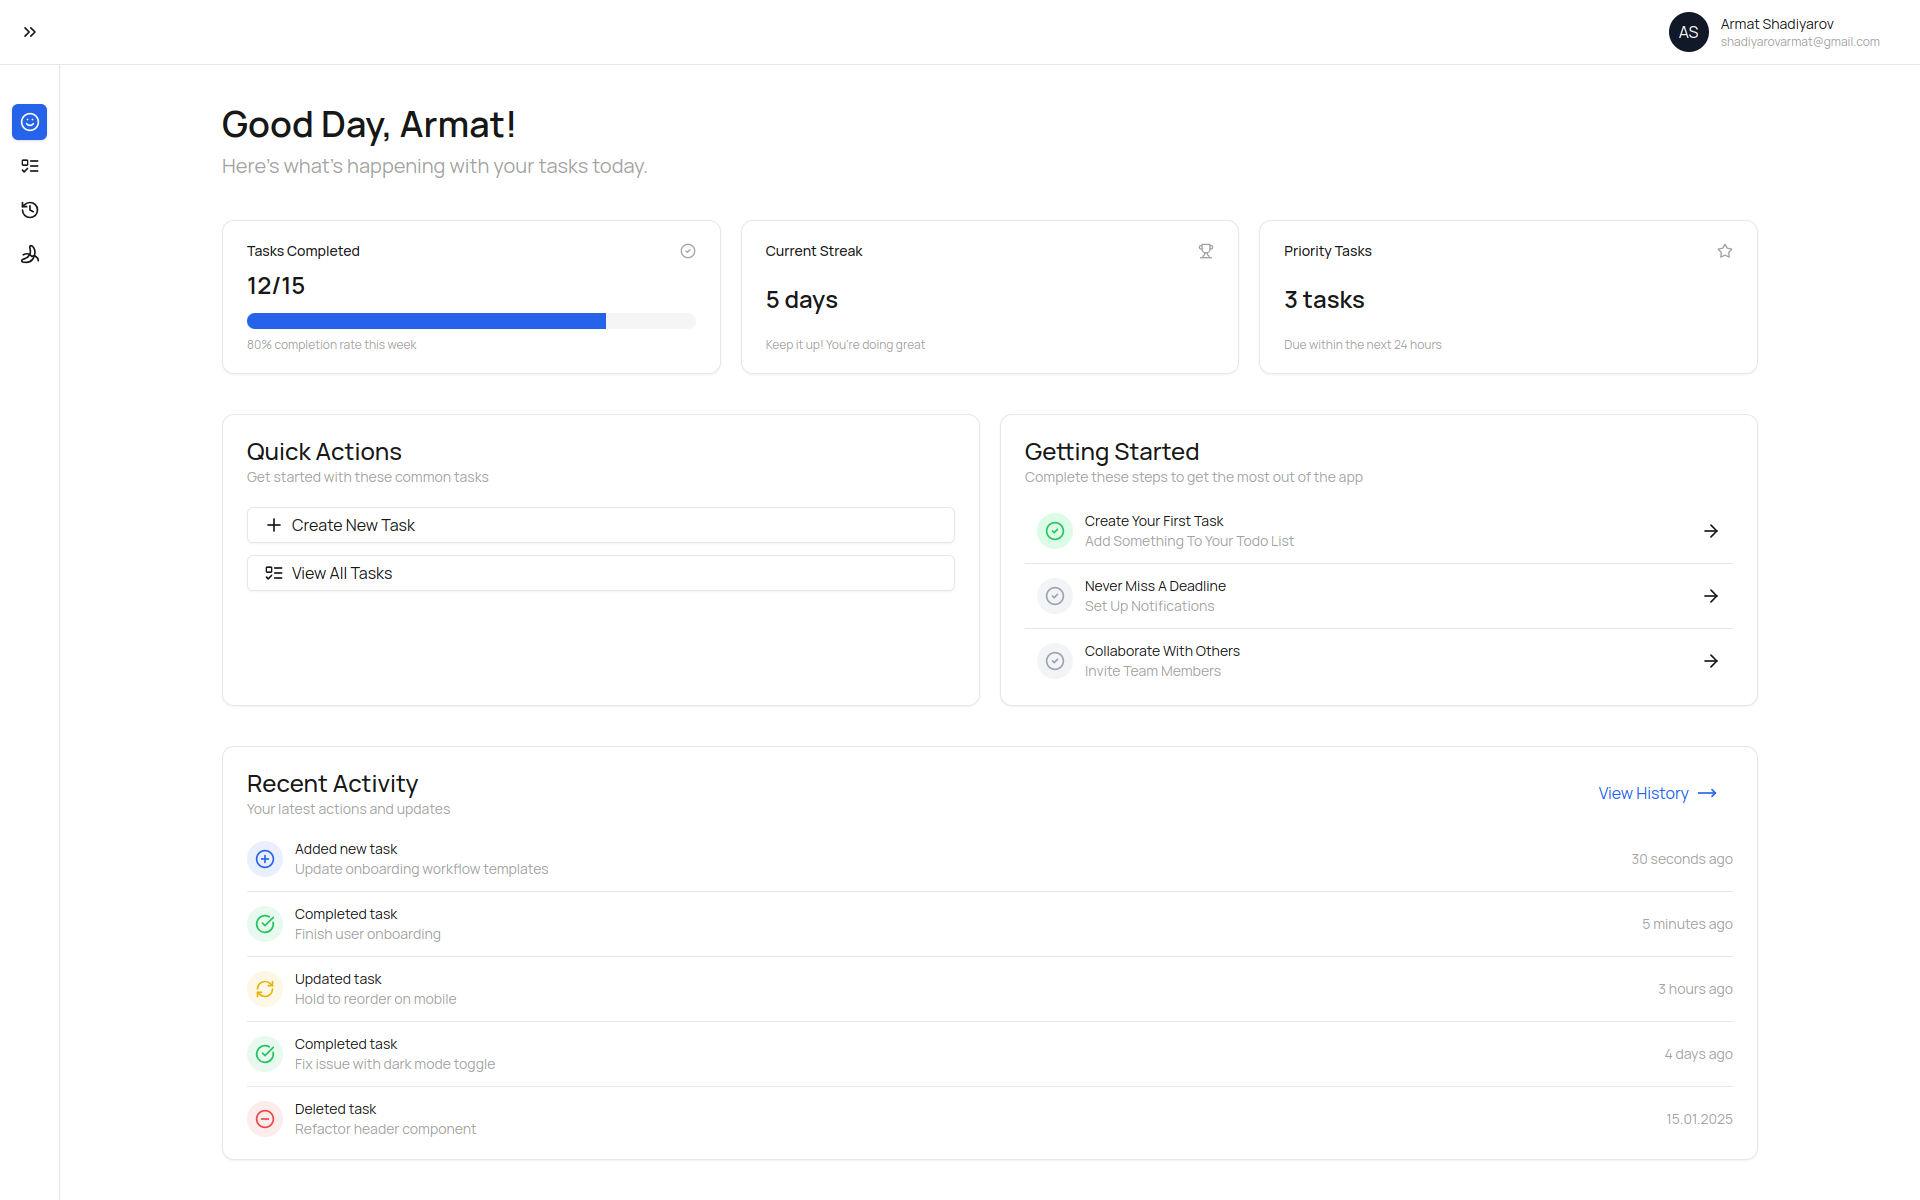 AS
Armat Shadiyarov
shadiyarovarmat@gmail.com
Good Day, Armat!
Here's what's happening with your tasks today.
Tasks Completed
12/15
80% completion rate this week
Current Streak
5 days
Keep it up! You're doing great
Priority Tasks
3 tasks
Due within the next 24 hours
Quick Actions
Get started with these common tasks
Create New Task
View All Tasks
Getting Started
Complete these steps to get the most out of the app
Create Your First Task
Add Something To Your Todo List
Never Miss A Deadline
Set Up Notifications
Collaborate With Others
Invite Team Members
Recent Activity
Your latest actions and updates
View History
Added new task
Update onboarding workflow templates
30 seconds ago
Completed task
Finish user onboarding
5 minutes ago
Updated task
Hold to reorder on mobile
3 hours ago
Completed task
Fix issue with dark mode toggle
4 days ago
Deleted task
Refactor header component
15.01.2025